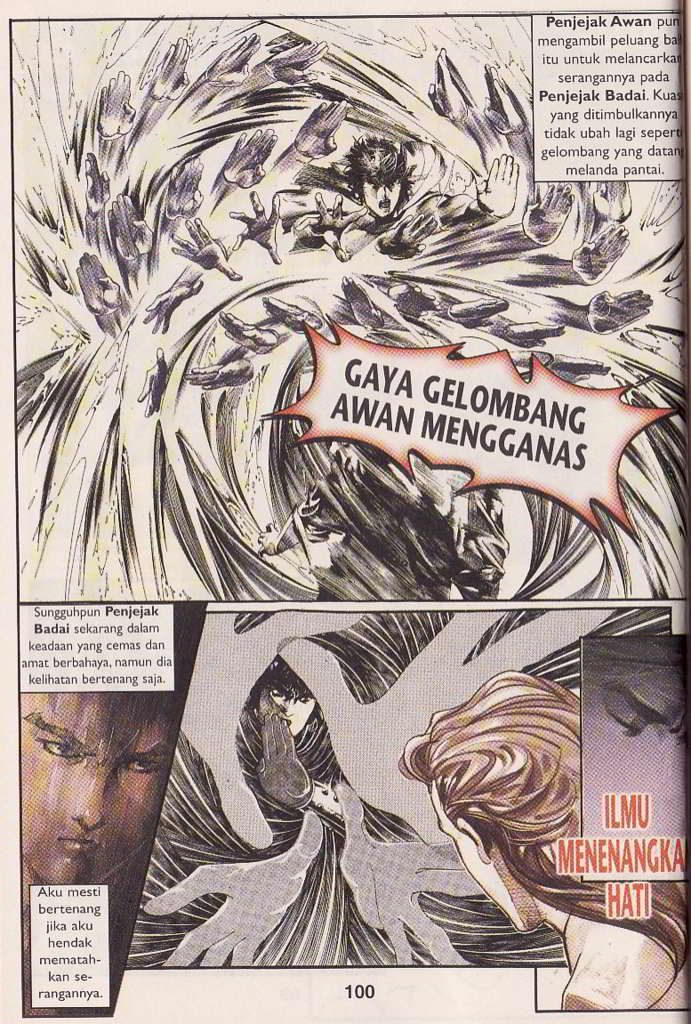 Penjejak Awan pun
mengambil peluang
itu untuk melancarkan
serangannya pada
Penjejak Badai. Kuasa
yang ditimbulkannya
tidak ubah lagi seperti
gelombang yang datang
melanda pantai.
GAYA GELOMBANG
AWAN MENGGANAS
Sungguhpun Penjejak
Badai sekarang dalam
keadaan yang cemas dan
amat berbahaya, namun dia
kelihatan bertenang saja.
Aku mesti
bertenang
jika aku
hendak
mematah-
kan se-
rangannya.
ILMU
MENENANGKA
HATI
100